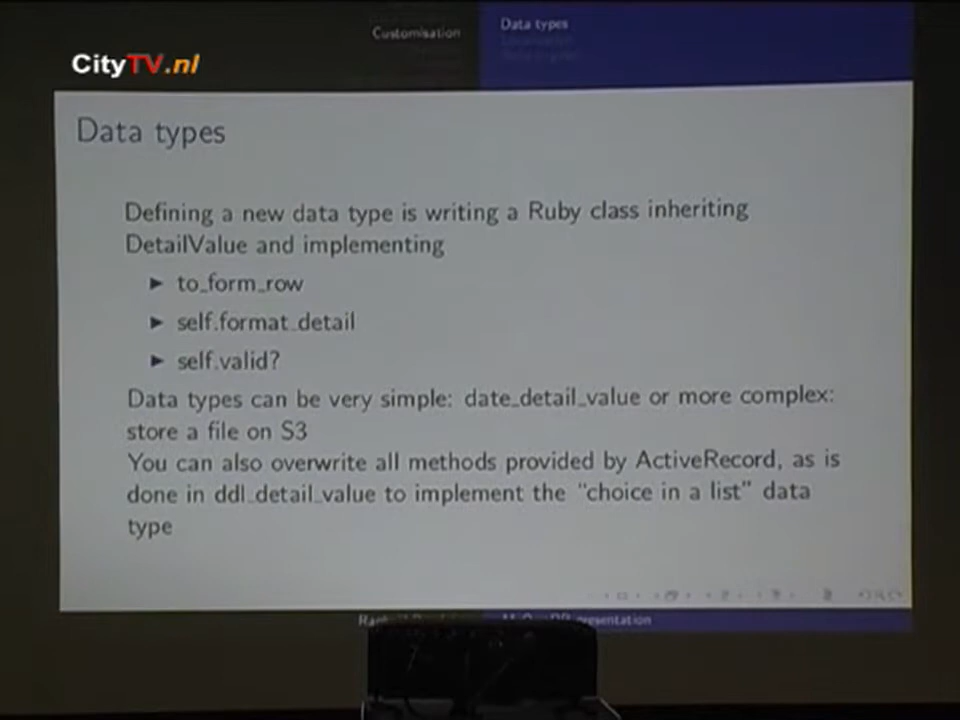 Customisation
Data types
CityTV.nl
Data types
Defining a new data type is writing a Ruby class inheriting
DetailValue and implementing
► to_form_row
► self.format_detail
► self.valid?
Data types can be very simple: date_detail_value or more complex:
store a file on S3
You can also overwrite all methods provided by ActiveRecord, as is
done in ddl_detail_value to implement the "choice in a list" data
type